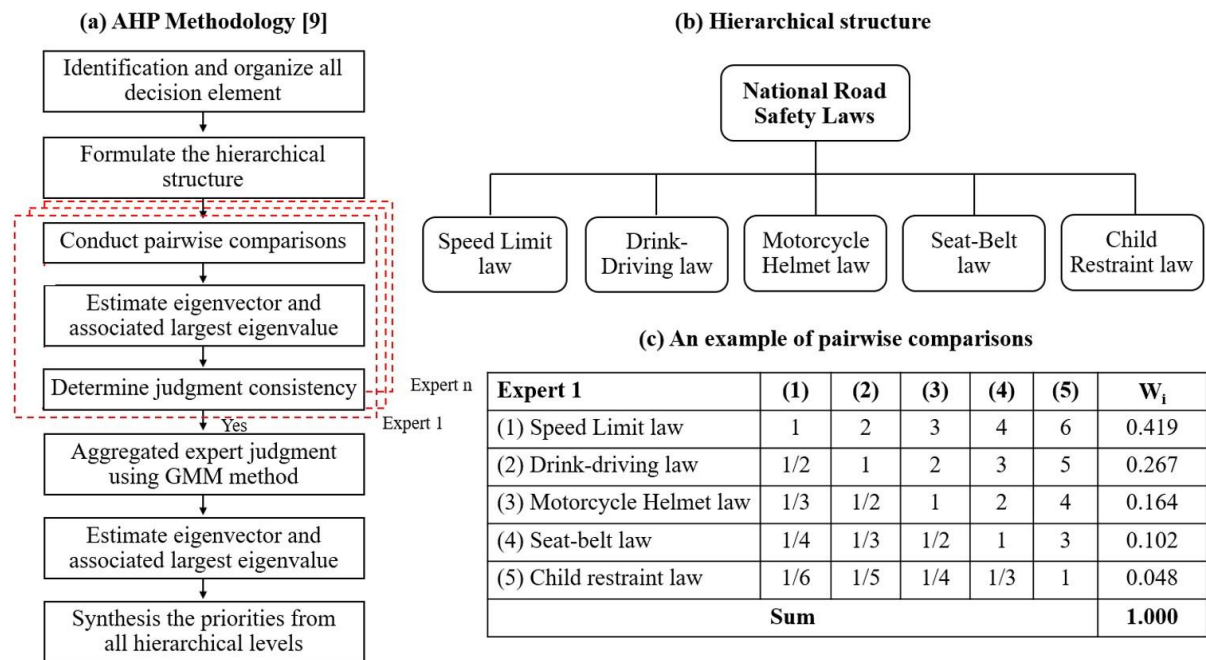 (a) AHP Methodology [9]
Identification and organize all
decision element
Formulate the hierarchical
structure
Conduct pairwise comparisons
Estimate eigenvector and
associated largest eigenvalue
Determine judgment consistency
Expert n
Expert 1
Yes
Aggregated expert judgment
using GMM method
Estimate eigenvector and
associated largest eigenvalue
Synthesis the priorities from
all hierarchical levels
(b) Hierarchical structure
National Road
Safety Laws
Speed Limit
law
Drink-
Driving law
Motorcycle
Helmet law
Seat-Belt
law
Child
Restraint law
(c) An example of pairwise comparisons
Expert 1 (1) (2) (3) (4) (5) Wi
(1) Speed Limit law 1 2 3 4 6 0.419
(2) Drink-driving law 1/2 1 2 3 5 0.267
(3) Motorcycle Helmet law 1/3 1/2 1 2 4 0.164
(4) Seat-belt law 1/4 1/3 1/2 1 3 0.102
(5) Child restraint law 1/6 1/5 1/4 1/3 1 0.048
Sum 1.000